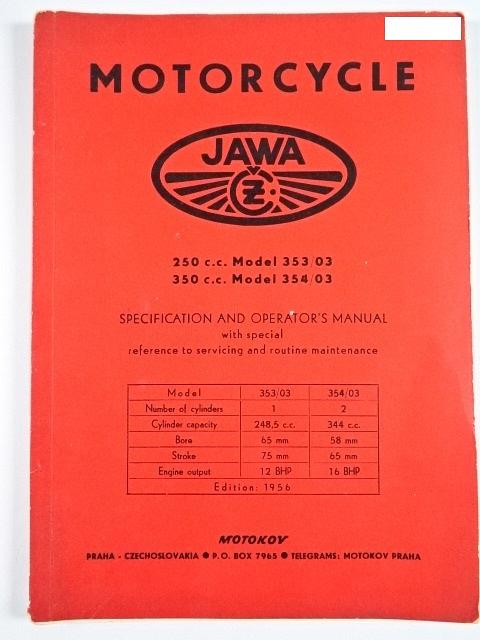 MOTORCYCLE
JAWA
ČZ
250 c.c. Model 353/03
350 c.c. Model 354/03
SPECIFICATION AND OPERATOR'S MANUAL
with special
reference to servicing and routine maintenance
Model 353/03 354/03
Number of cylinders 1 2
Cylinder capacity 248,5 c.c. 344 c.c.
Bore 65 mm 58 mm
Stroke 75 mm 65 mm
Engine output 12 BHP 16 BHP
Edition: 1956
MOTOKOV
PRAHA - CZECHOSLOVAKIA ● P.O. BOX 7965 ● TELEGRAMS: MOTOKOV PRAHA